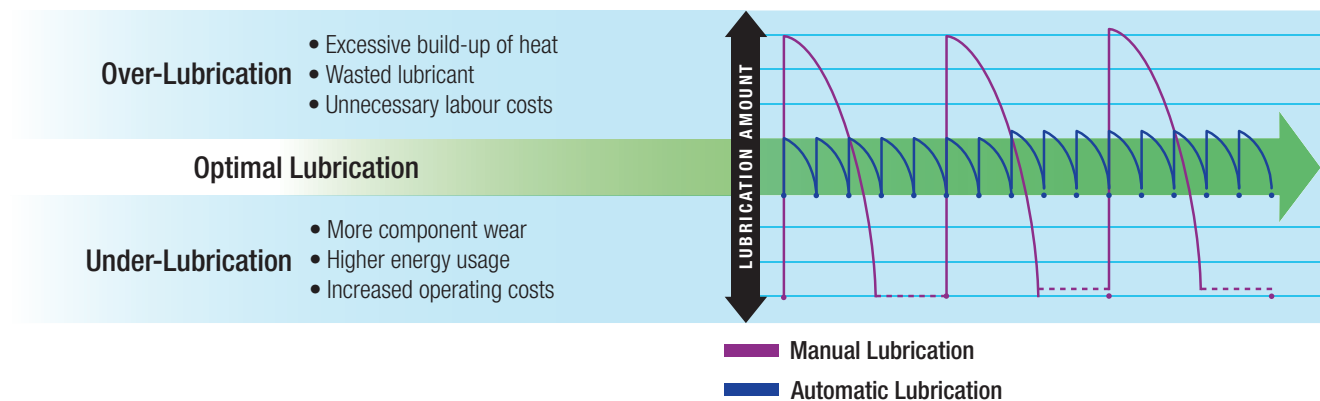 Over-Lubrication
• Excessive build-up of heat
• Wasted lubricant
• Unnecessary labour costs
Optimal Lubrication
Under-Lubrication
• More component wear
• Higher energy usage
• Increased operating costs
LUBRICATION AMOUNT
Manual Lubrication
Automatic Lubrication